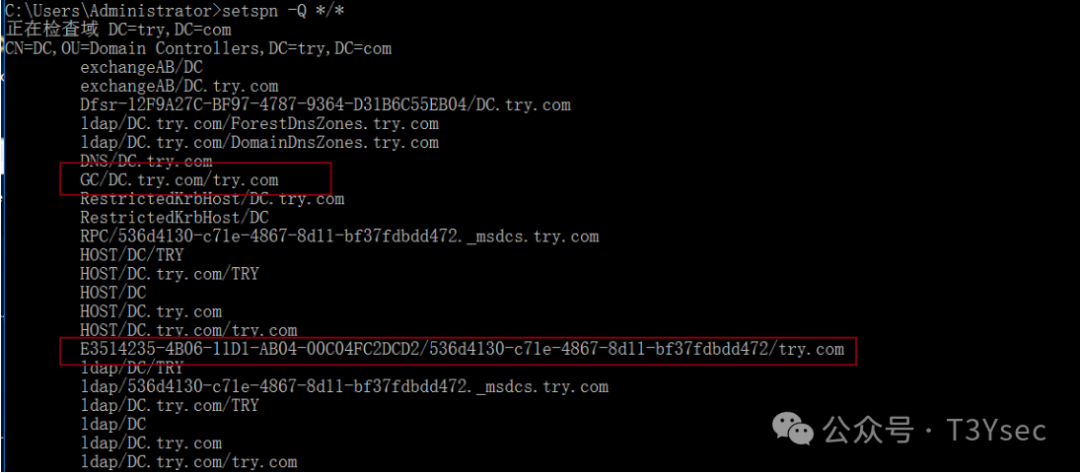 C:\Users\Administrator>setspn -Q */*
正在检查域 DC=try,DC=com
CN=DC,OU=Domain Controllers,DC=try,DC=com
exchangeAB/DC
exchangeAB/DC.try.com
Dfsr-12F9A27C-BF97-4787-9364-D31B6C55EB04/DC.try.com
ldap/DC.try.com/ForestDnsZones.try.com
ldap/DC.try.com/DomainDnsZones.try.com
DNS/DC.try.com
GC/DC.try.com/try.com
RestrictedKrbHost/DC.try.com
RestrictedKrbHost/DC
RPC/536d4130-c71e-4867-8d11-bf37fdbdd472._msdcs.try.com
HOST/DC/TRY
HOST/DC.try.com/TRY
HOST/DC
HOST/DC.try.com
HOST/DC.try.com/try.com
E3514235-4B06-11D1-AB04-00C04FC2DCD2/536d4130-c71e-4867-8d11-bf37fdbdd472/try.com
ldap/DC/TRY
ldap/536d4130-c71e-4867-8d11-bf37fdbdd472._msdcs.try.com
ldap/DC.try.com/TRY
ldap/DC
ldap/DC.try.com
ldap/DC.try.com/try.com
公众号 · T3Ysec